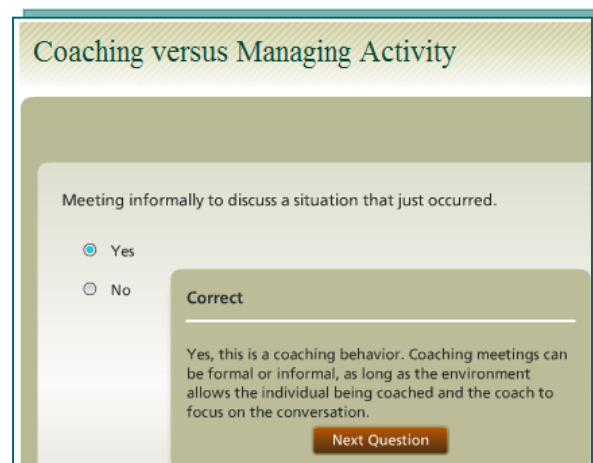 Coaching versus Managing Activity
Meeting informally to discuss a situation that just occurred.
Yes
No
Correct
Yes, this is a coaching behavior. Coaching meetings can
be formal or informal, as long as the environment
allows the individual being coached and the coach to
focus on the conversation.
Next Question